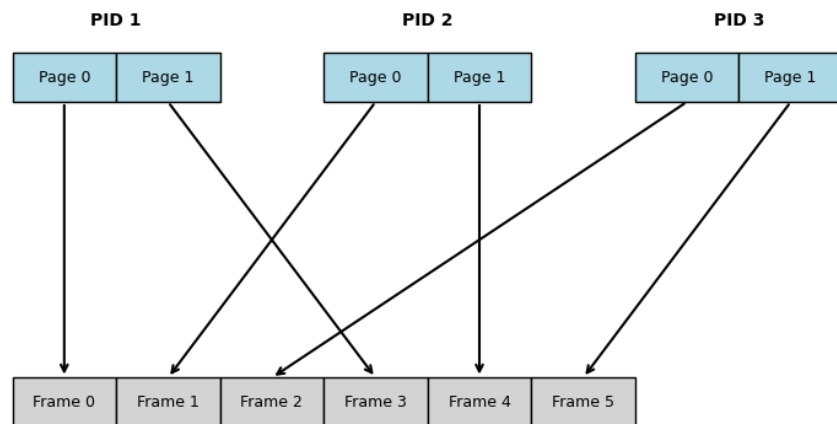 PID 1 PID 2 PID 3
Page 0 Page 1 Page 0 Page 1 Page 0 Page 1
Frame 0 Frame 1 Frame 2 Frame 3 Frame 4 Frame 5